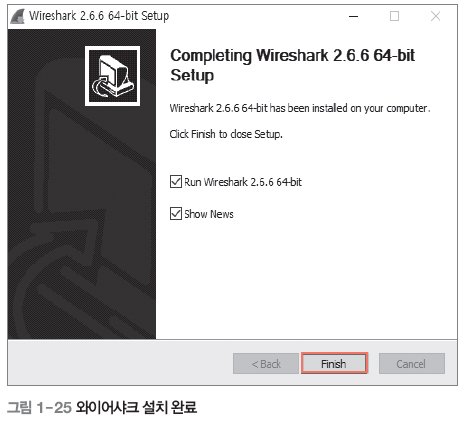 Wireshark 2.6.6 64-bit Setup
Completing Wireshark 2.6.6 64-bit
Setup
Wireshark 2.6.6 64-bit has been installed on your computer.
Click Finish to close Setup.
Run Wireshark 2.6.6 64-bit
Show News
< Back
Finish
Cancel
그림 1-25 와이어샤크 설치 완료